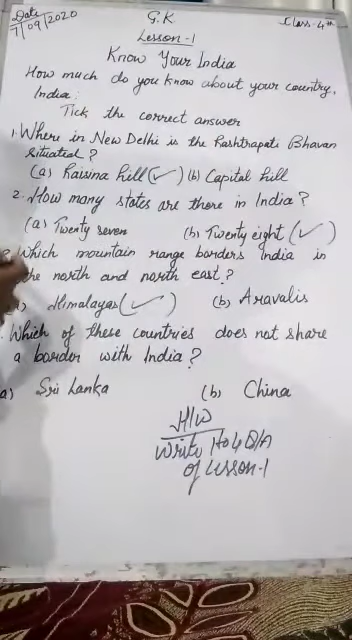 Date
7/09/2020
G.K
Class-4th
Lesson-1
Know Your India
How much do you know about your country,
India.
Tick the correct answer
1. Where in New Delhi is the Rashtrapati Bhavan
situated?
(a) Raisina hill (✓) (b) Capital hill
2. How many states are there in India?
(a) Twenty seven (b) Twenty eight (✓)
Which mountain range borders India in
the north and north east?
Himalayas (✓) (b) Aravalis
Which of these countries does not share
a border with India?
a) Sri Lanka (b) China
H/W
Write 1 to 4 Q/A
of Lesson-1